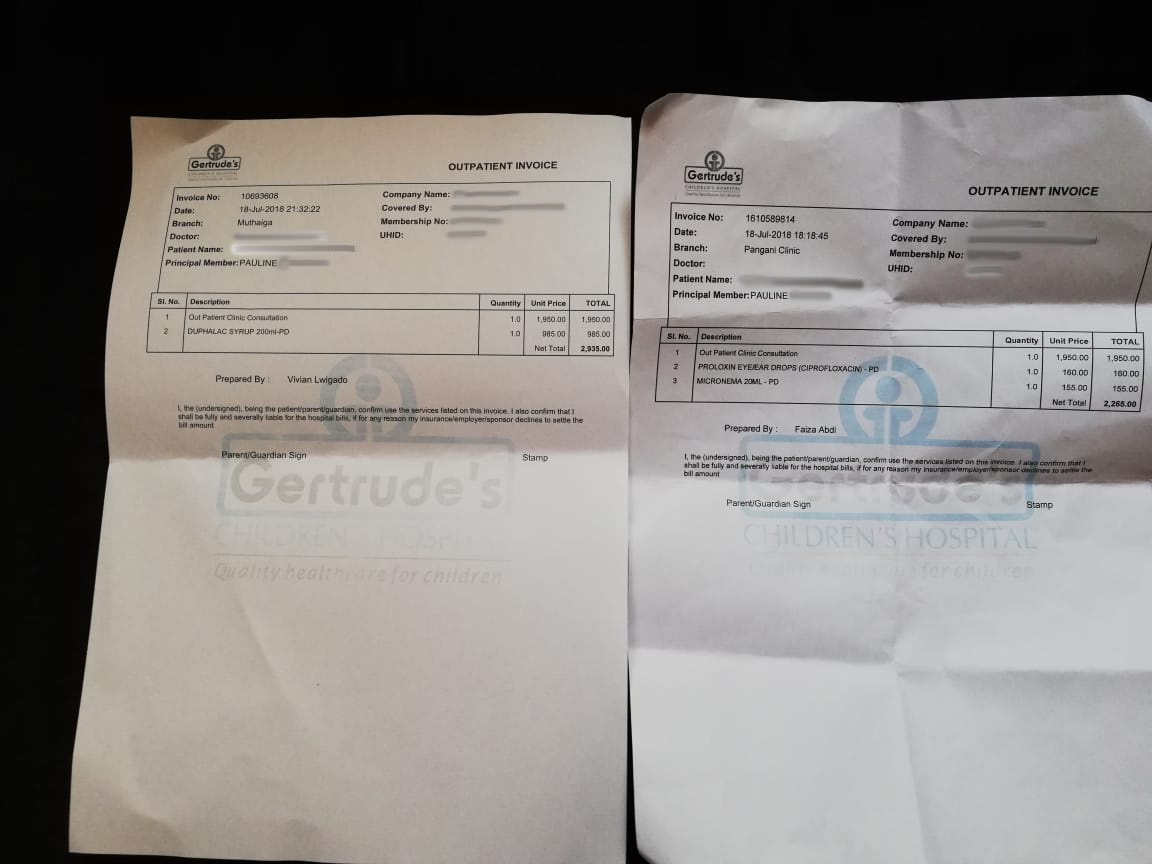 Gertrude's
CHILDREN'S HOSPITAL
OUTPATIENT INVOICE
Invoice No: 10693608
Date: 18-Jul-2018 21:32:22
Branch: Muthaiga
Doctor:
Patient Name:
Principal Member: PAULINE
Company Name:
Covered By:
Membership No:
UHID:
Sl. No. Description Quantity Unit Price TOTAL
1 Out Patient Clinic Consultation 1.0 1,950.00 1,950.00
2 DUPHALAC SYRUP 200ml-PD 1.0 985.00 985.00
Net Total 2,935.00
Prepared By : Vivian Lwigado
I, the (undersigned), being the patient/parent/guardian, confirm use the services listed on this invoice. I also confirm that I
shall be fully and severally liable for the hospital bills, if for any reason my insurance/employer/sponsor declines to settle the
bill amount
Parent/Guardian Sign Stamp
Gertrude's
CHILDREN'S HOSPITAL
Quality healthcare for children
Gertrude's
CHILDREN'S HOSPITAL
OUTPATIENT INVOICE
Invoice No: 1610589814
Date: 18-Jul-2018 18:18:45
Branch: Pangani Clinic
Doctor:
Patient Name:
Principal Member: PAULINE
Company Name:
Covered By:
Membership No:
UHID:
Sl. No. Description Quantity Unit Price TOTAL
1 Out Patient Clinic Consultation 1.0 1,950.00 1,950.00
2 PROLOXIN EYE/EAR DROPS (CIPROFLOXACIN) - PD 1.0 160.00 160.00
3 MICRONEMA 20ML - PD 1.0 155.00 155.00
Net Total 2,265.00
Prepared By : Faiza Abdi
I, the (undersigned), being the patient/parent/guardian, confirm use the services listed on this invoice. I also confirm that I
shall be fully and severally liable for the hospital bills, if for any reason my insurance/employer/sponsor declines to settle the
bill amount
Parent/Guardian Sign Stamp
Gertrude's
CHILDREN'S HOSPITAL
Quality healthcare for children